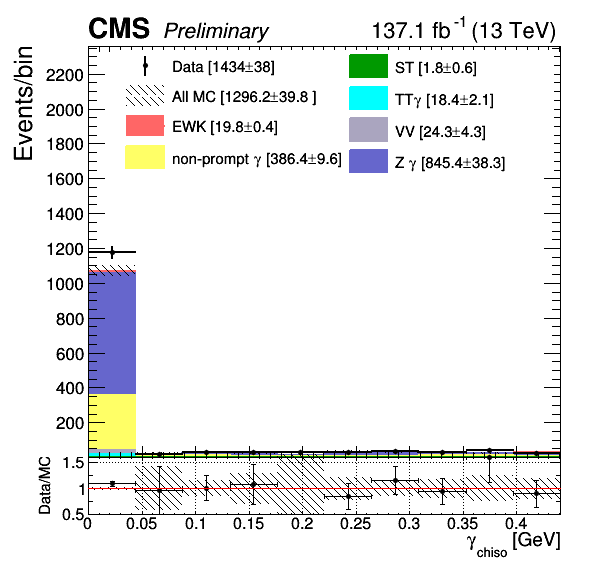 CMS Preliminary 137.1 fb⁻¹ (13 TeV)
Events/bin
2200
2000
1800
1600
1400
1200
1000
800
600
400
200
Data [1434±38]
All MC [1296.2±39.8 ]
EWK [19.8±0.4]
non-prompt γ [386.4±9.6]
ST [1.8±0.6]
TTγ [18.4±2.1]
VV [24.3±4.3]
Z γ [845.4±38.3]
Data/MC
1.5
1
0.5
0 0.05 0.1 0.15 0.2 0.25 0.3 0.35 0.4
γchiso [GeV]